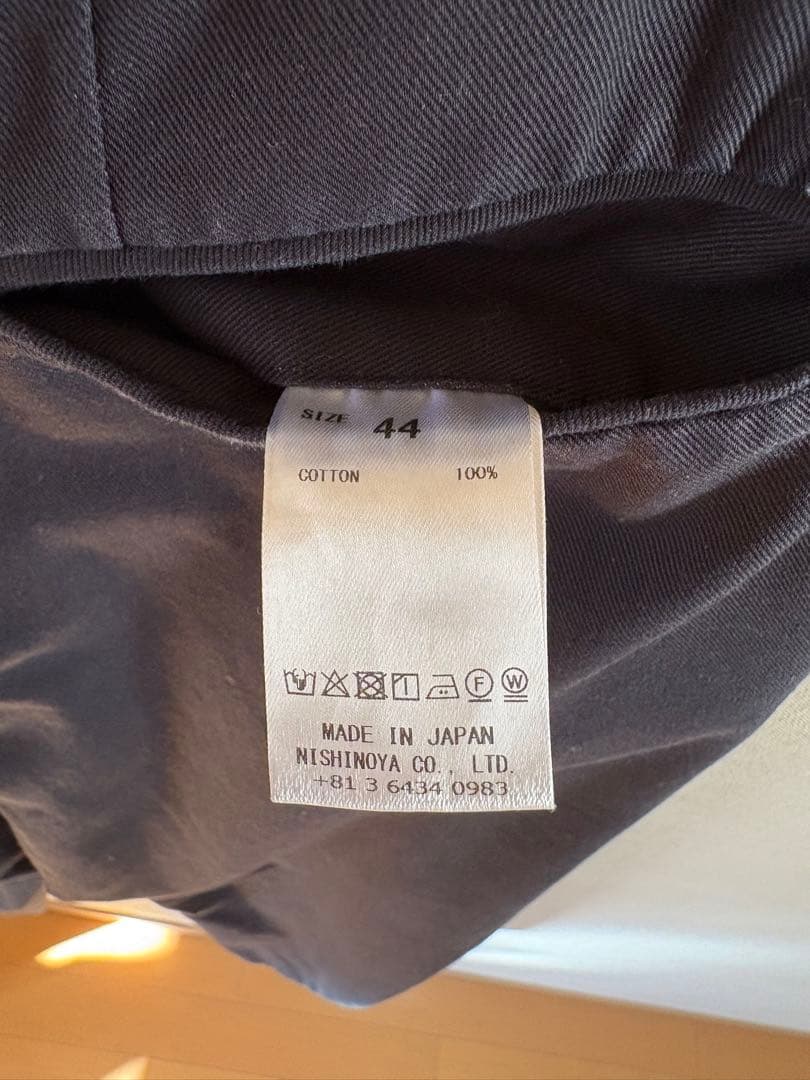 SIZE 44
COTTON 100%
F W
MADE IN JAPAN
NISHINOYA CO., LTD.
+81 3 6434 0983